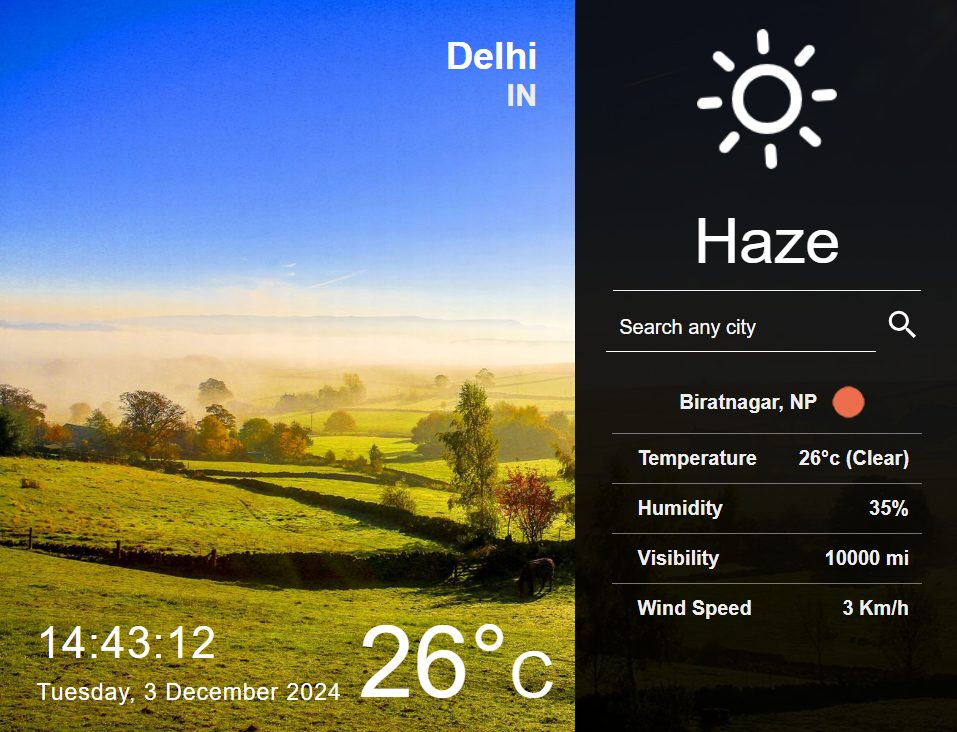 Delhi
IN
14:43:12
Tuesday, 3 December 2024
26°C
Haze
Search any city
Biratnagar, NP
Temperature 26°c (Clear)
Humidity 35%
Visibility 10000 mi
Wind Speed 3 Km/h